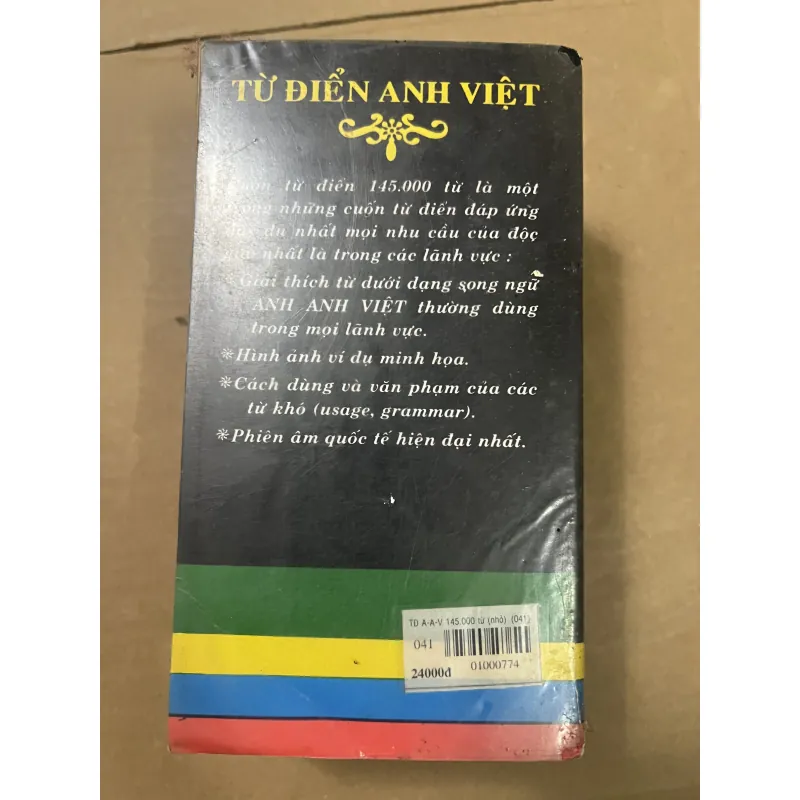 TỪ ĐIỂN ANH VIỆT
từ điển 145.000 từ là một
những cuốn từ điển đáp ứng
nhất mọi nhu cầu của độc
nhất là trong các lãnh vực :
Giải thích từ dưới dạng song ngữ
ANH ANH VIỆT thường dùng
trong mọi lãnh vực.
※Hình ảnh ví dụ minh họa.
※Cách dùng và văn phạm của các
từ khó (usage, grammar).
※Phiên âm quốc tế hiện đại nhất.
TĐ A-A-V 145.000 từ (nhỏ) (041)
041
24000đ 01000774